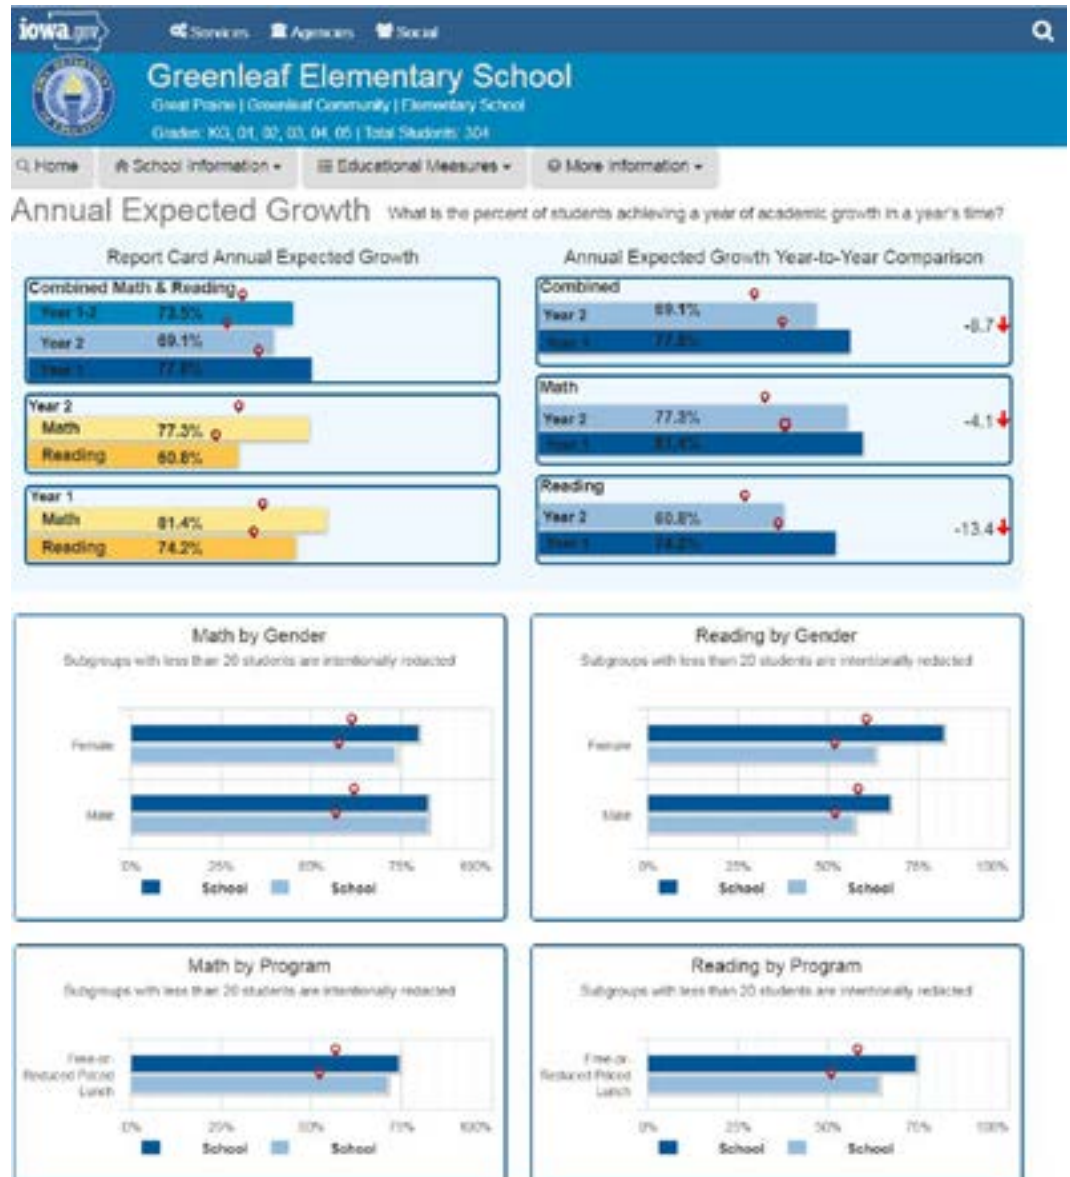 iowa.gov
Services Agencies Social
Greenleaf Elementary School
Great Prairie | Greenleaf Community | Elementary School
Grades: KG, 01, 02, 03, 04, 05 | Total Students: 304
Home School Information Educational Measures More Information
Annual Expected Growth What is the percent of students achieving a year of academic growth in a year's time?
Report Card Annual Expected Growth
Combined Math & Reading
Year 1-2 73.5%
Year 2 69.1%
Year 1 77.8%
Year 2
Math 77.3%
Reading 60.8%
Year 1
Math 81.4%
Reading 74.2%
Annual Expected Growth Year-to-Year Comparison
Combined
Year 2 69.1%
Year 1 77.8%
-8.7
Math
Year 2 77.3%
Year 1 81.4%
-4.1
Reading
Year 2 60.8%
Year 1 74.2%
-13.4
Math by Gender
Subgroups with less than 20 students are intentionally redacted
Female
Male
0% 25% 50% 75% 100%
School School
Reading by Gender
Subgroups with less than 20 students are intentionally redacted
Female
Male
0% 25% 50% 75% 100%
School School
Math by Program
Subgroups with less than 20 students are intentionally redacted
Free-or-
Reduced Priced
Lunch
0% 25% 50% 75% 100%
School School
Reading by Program
Subgroups with less than 20 students are intentionally redacted
Free-or-
Reduced Priced
Lunch
0% 25% 50% 75% 100%
School School